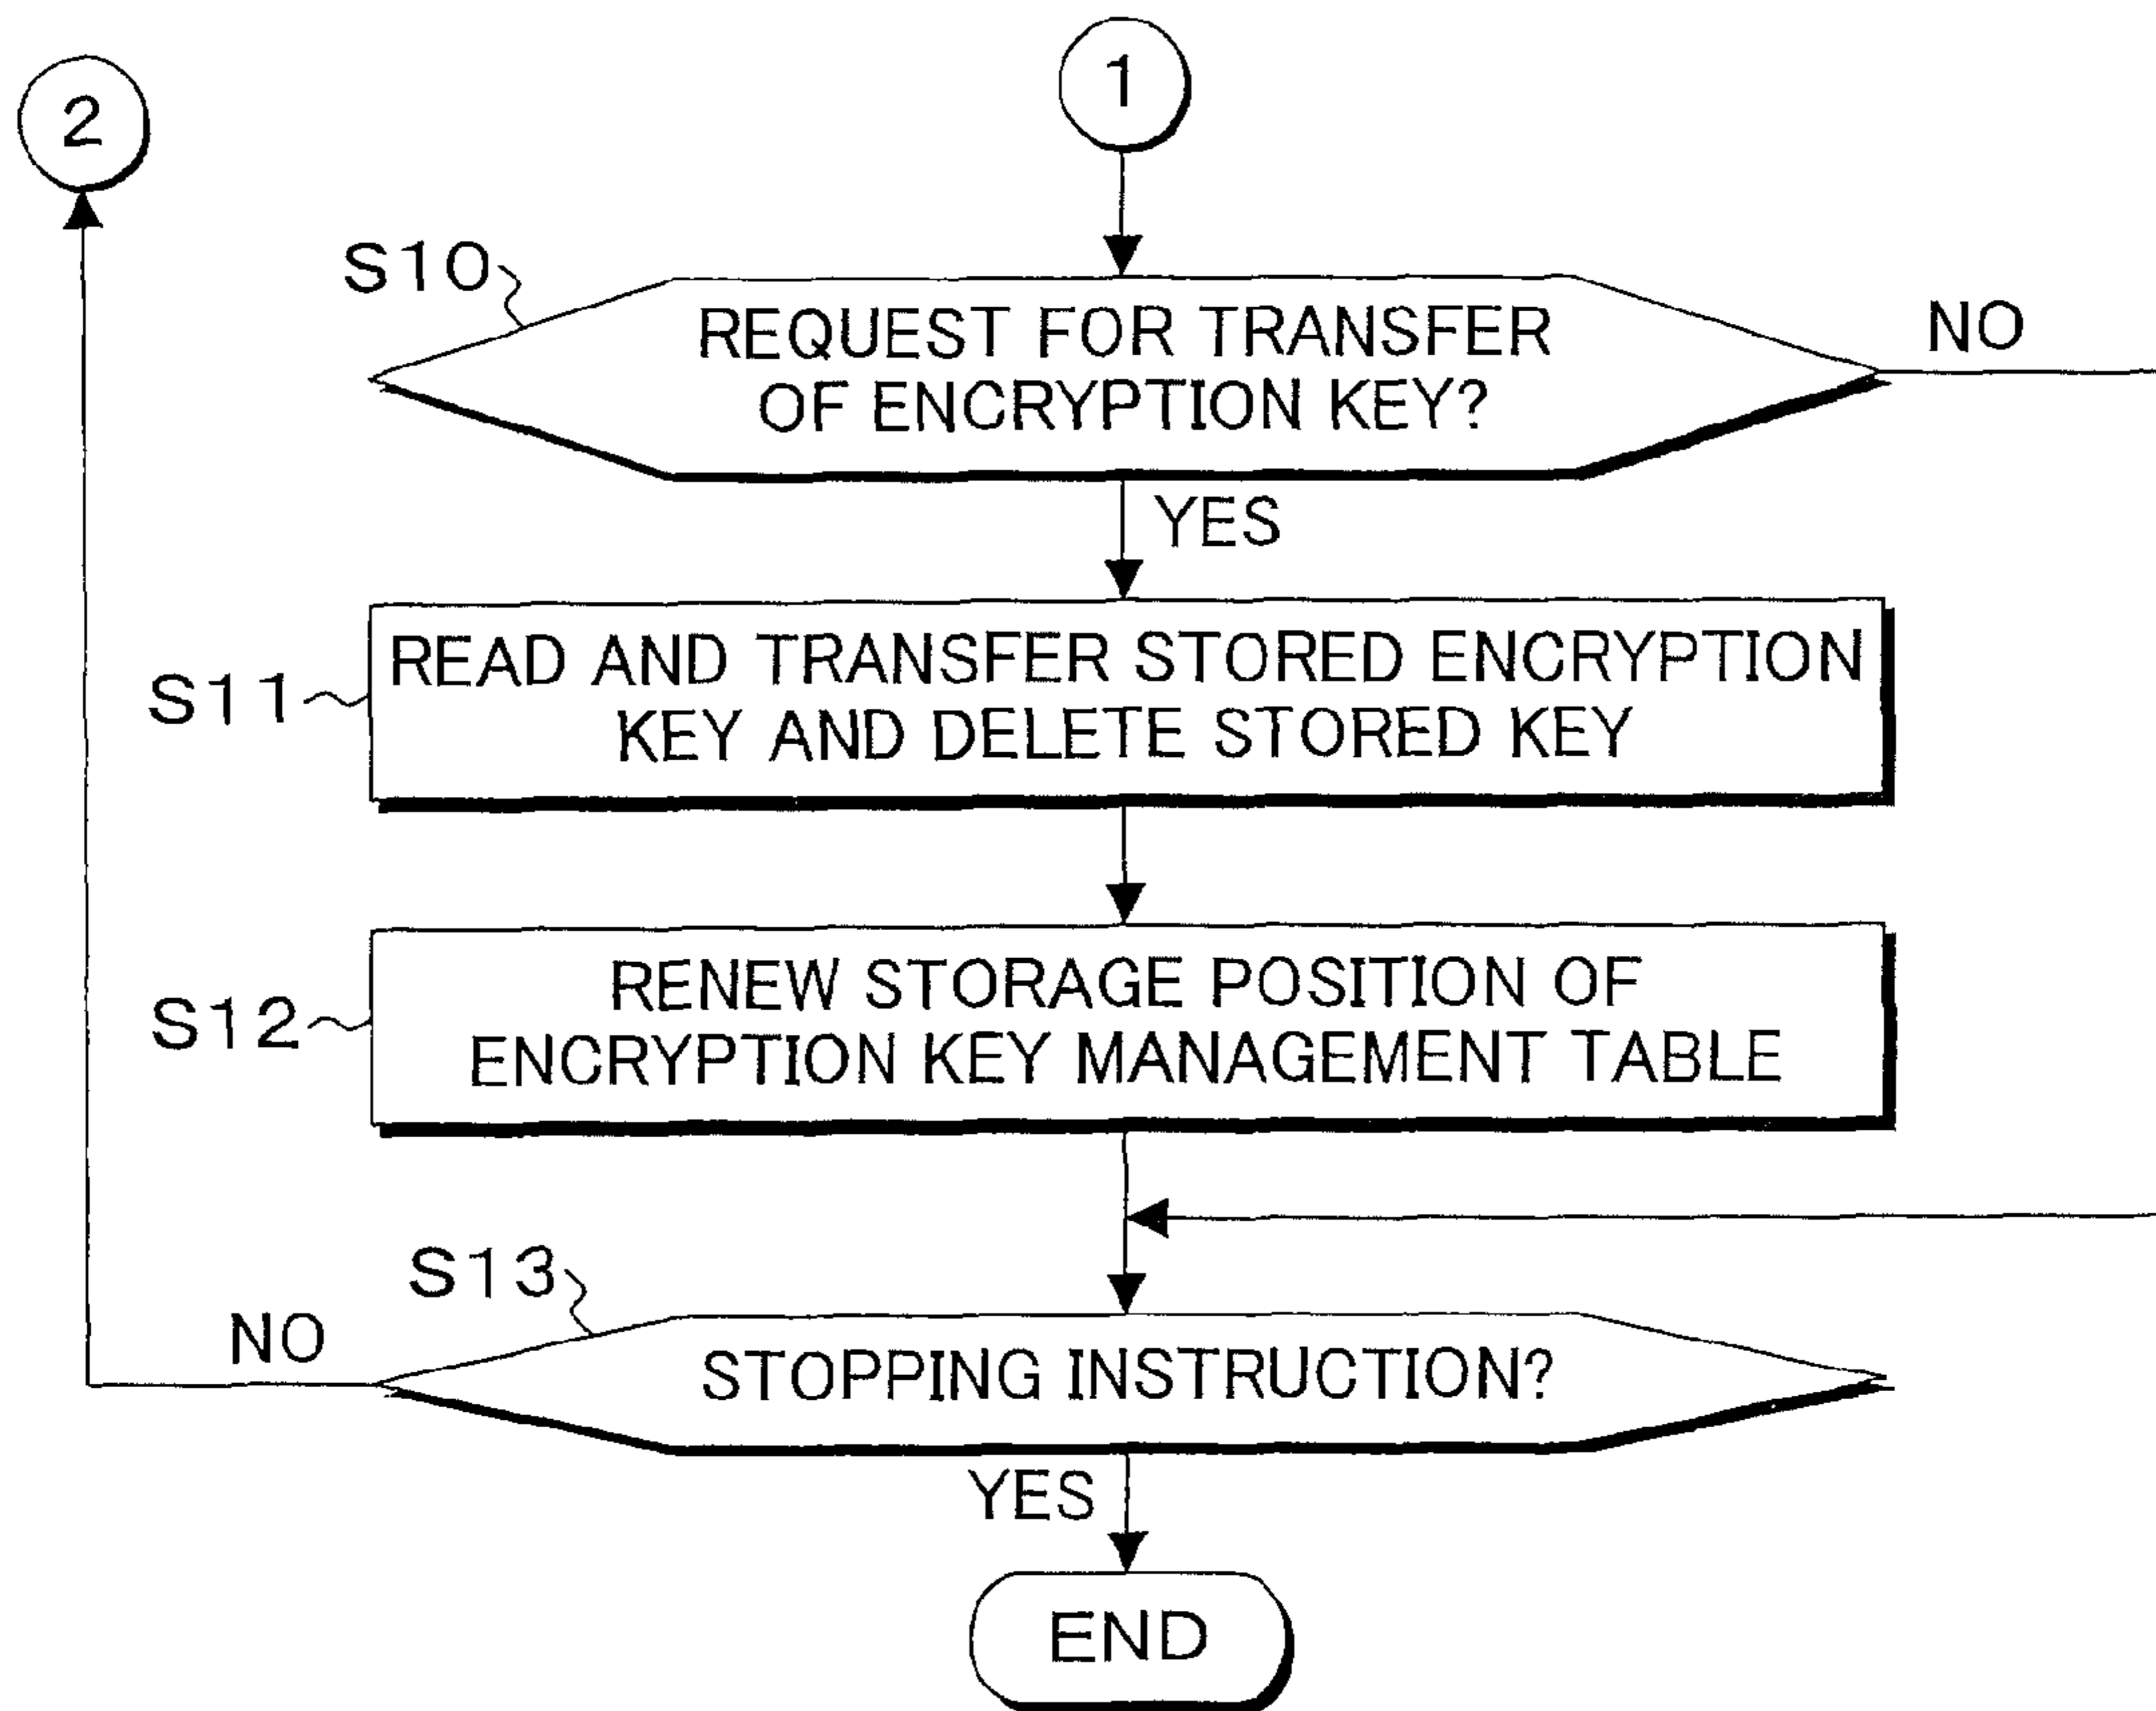 1
2
S10
REQUEST FOR TRANSFER
OF ENCRYPTION KEY?
NO
YES
S11
READ AND TRANSFER STORED ENCRYPTION
KEY AND DELETE STORED KEY
S12
RENEW STORAGE POSITION OF
ENCRYPTION KEY MANAGEMENT TABLE
S13
NO
STOPPING INSTRUCTION?
YES
END